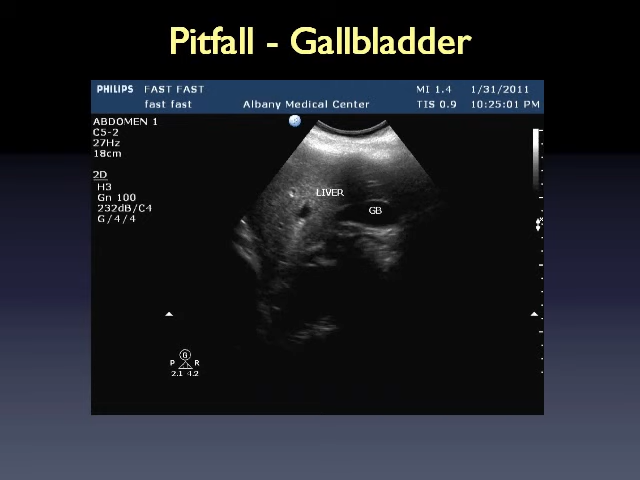 Pitfall - Gallbladder
PHILIPS FAST FAST MI 1.4 1/31/2011
fast fast Albany Medical Center TIS 0.9 10:25:01 PM
ABDOMEN 1
C5-2
27Hz
18cm
2D
H3
Gn 100
232dB/C4
G/4/4
LIVER
GB
G
P R
2.1 4.2